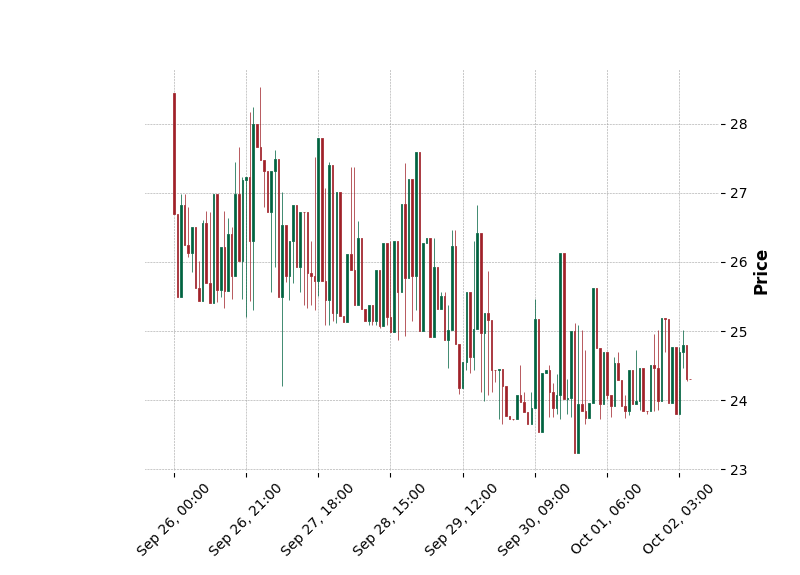 28
27
26
25
24
23
Price
Sep 26, 00:00
Sep 26, 21:00
Sep 27, 18:00
Sep 28, 15:00
Sep 29, 12:00
Sep 30, 09:00
Oct 01, 06:00
Oct 02, 03:00